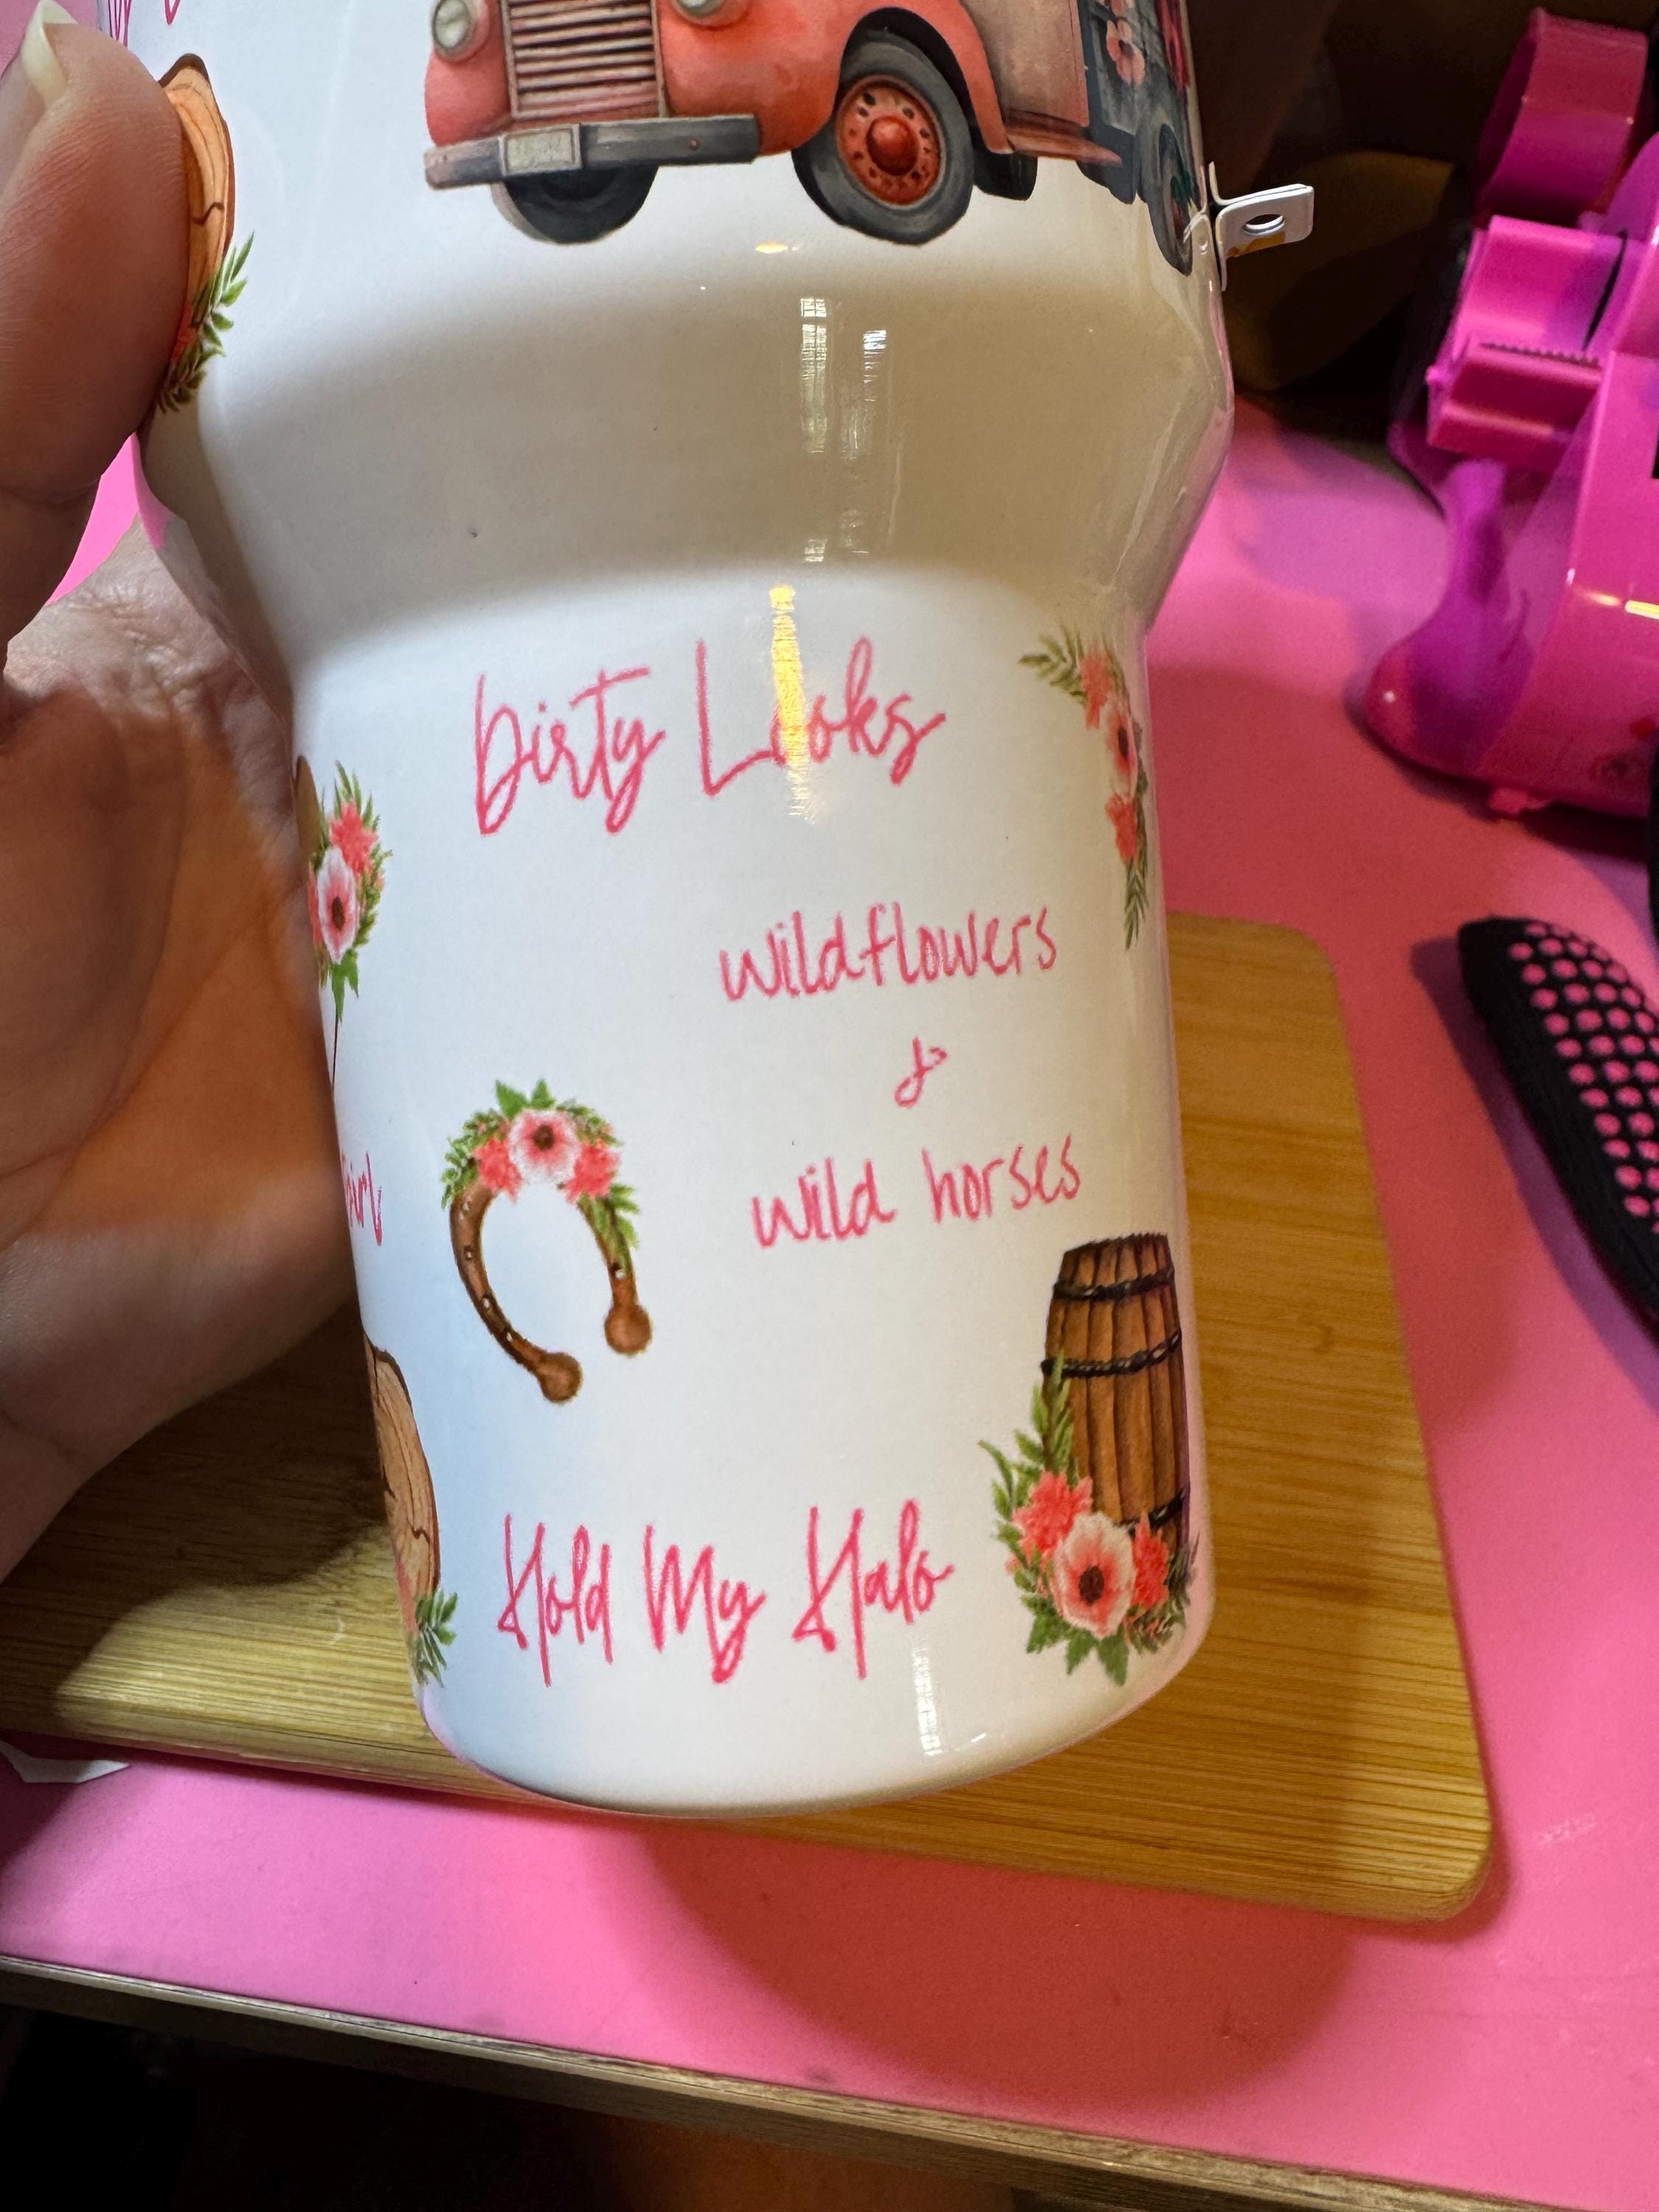 Dirty Looks
wildflowers
&
wild horses
Hold My Halo